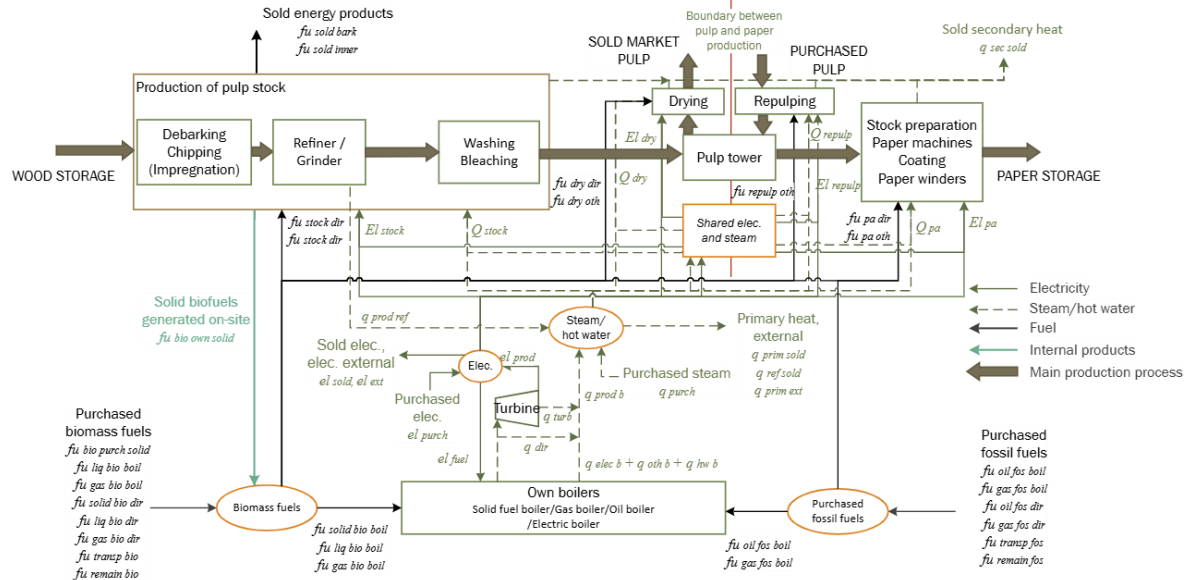 Sold energy products
fu sold bark
fu sold inner
Boundary between
pulp and paper
production
SOLD MARKET
PULP
PURCHASED
PULP
Sold secondary heat
q sec sold
Production of pulp stock
Drying
Repulping
Debarking
Chipping
(Impregnation)
Refiner /
Grinder
Washing
Bleaching
El dry
Q repulp
Pulp tower
Stock preparation
Paper machines
Coating
Paper winders
WOOD STORAGE
PAPER STORAGE
Q dry
fu dry dir
fu dry oth
fu repulp oth
El repulp
fu stock dir
fu stock dir
El stock
Q stock
Shared elec.
and steam
fu pa dir
fu pa oth
Q pa
El pa
Solid biofuels
generated on-site
fu bio own solid
q prod ref
Steam/
hot water
Primary heat,
external
q prim sold
q ref sold
q prim ext
Electricity
Steam/hot water
Fuel
Internal products
Main production process
Sold elec.,
elec. external
el sold, el ext
el prod
Elec.
Purchased steam
q purch
Purchased
elec.
el purch
Turbine
q turb
q prod b
q dir
el fuel
q elec b + q oth b + q hw b
Purchased
biomass fuels
fu bio purch solid
fu liq bio boil
fu gas bio boil
fu solid bio dir
fu liq bio dir
fu gas bio dir
fu transp bio
fu remain bio
Biomass fuels
fu solid bio boil
fu liq bio boil
fu gas bio boil
Own boilers
Solid fuel boiler/Gas boiler/Oil boiler
/Electric boiler
Purchased
fossil fuels
fu oil fos boil
fu gas fos boil
Purchased
fossil fuels
fu oil fos boil
fu gas fos boil
fu oil fos dir
fu gas fos dir
fu transp fos
fu remain fos